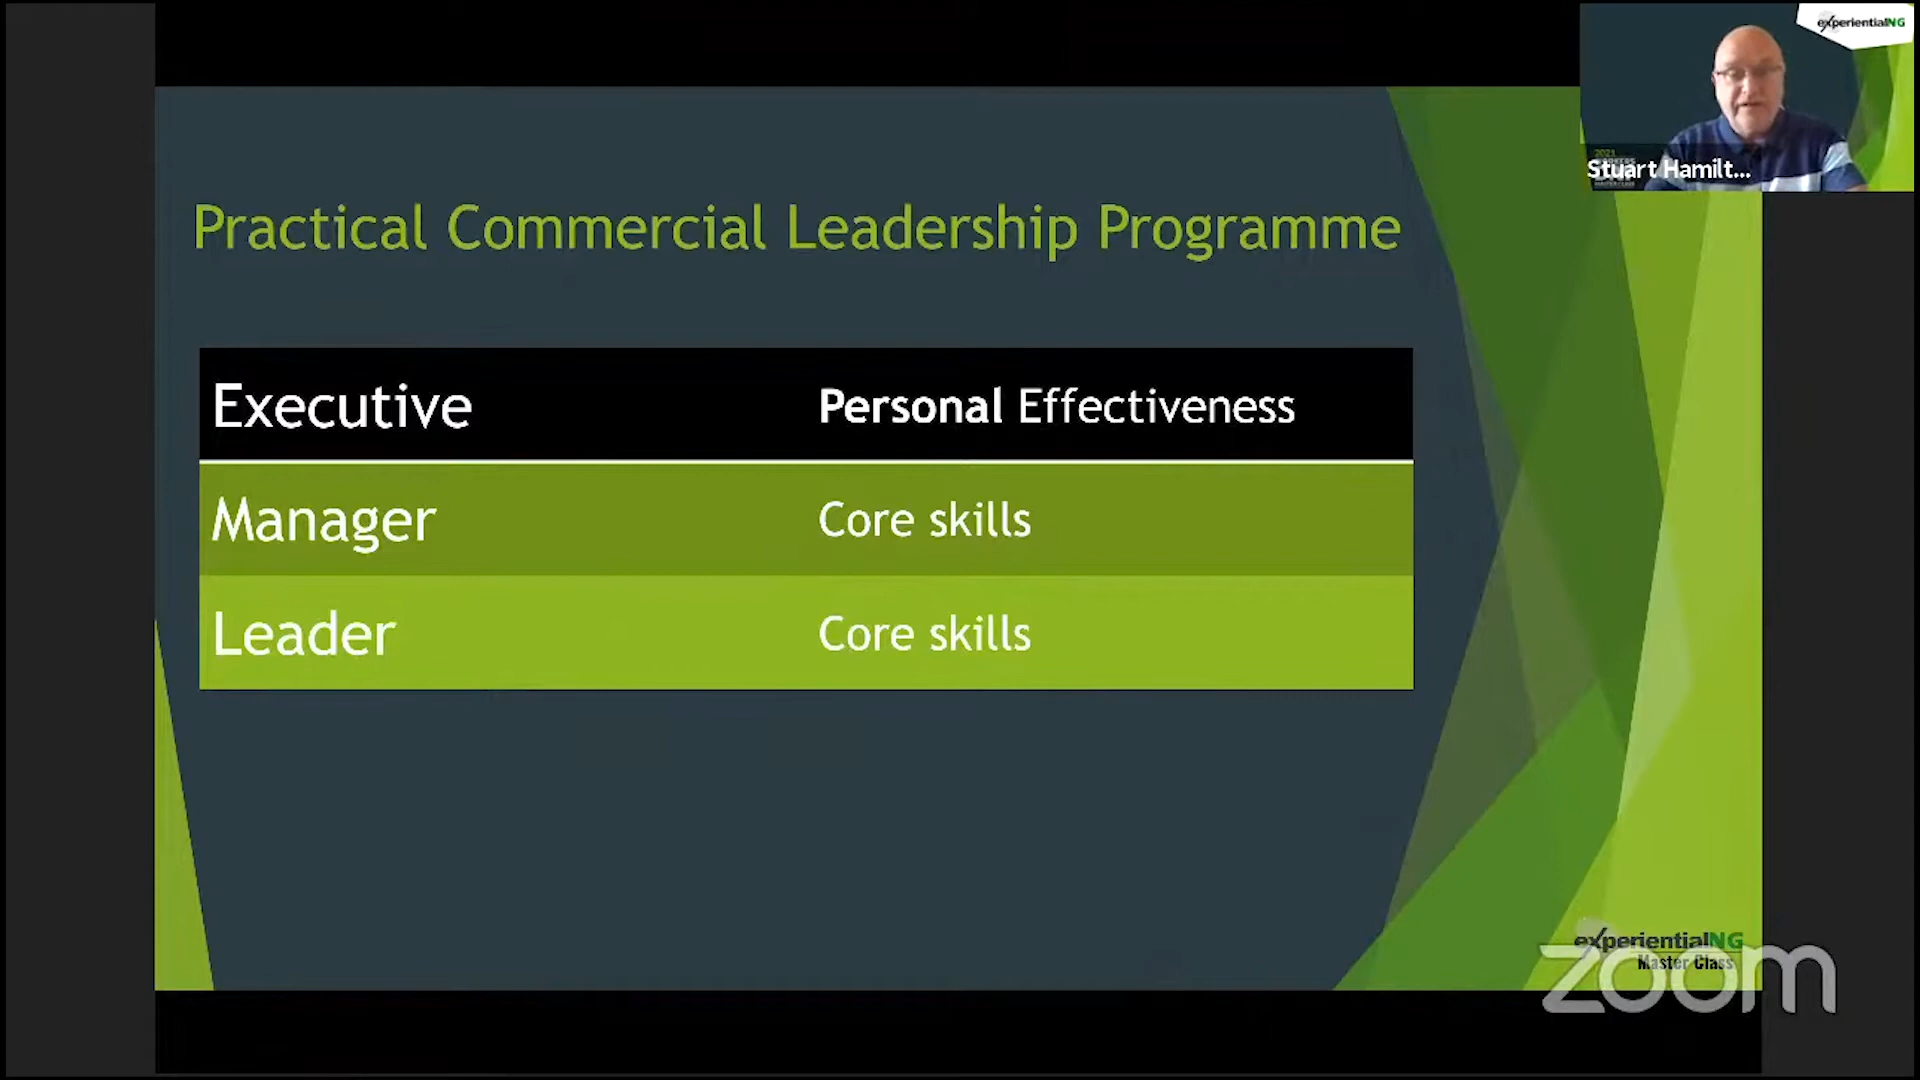 experientialNG
Stuart Hamilt...
Practical Commercial Leadership Programme
Executive Personal Effectiveness
Manager Core skills
Leader Core skills
experientialNG
Master Class
zoom